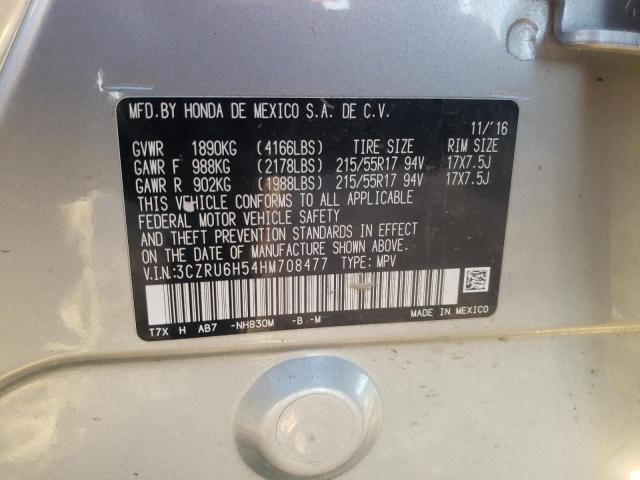 MFD.BY HONDA DE MEXICO S.A. DE C.V.
11/'16
GVWR 1890KG (4166LBS) TIRE SIZE RIM SIZE
GAWR F 988KG (2178LBS) 215/55R17 94V 17X7.5J
GAWR R 902KG (1988LBS) 215/55R17 94V 17X7.5J
THIS VEHICLE CONFORMS TO ALL APPLICABLE
FEDERAL MOTOR VEHICLE SAFETY
AND THEFT PREVENTION STANDARDS IN EFFECT
ON THE DATE OF MANUFACTURE SHOWN ABOVE.
V.I.N.:3CZRU6H54HM708477 TYPE: MPV
T7X H AB7 -NH830M -B -M MADE IN MEXICO